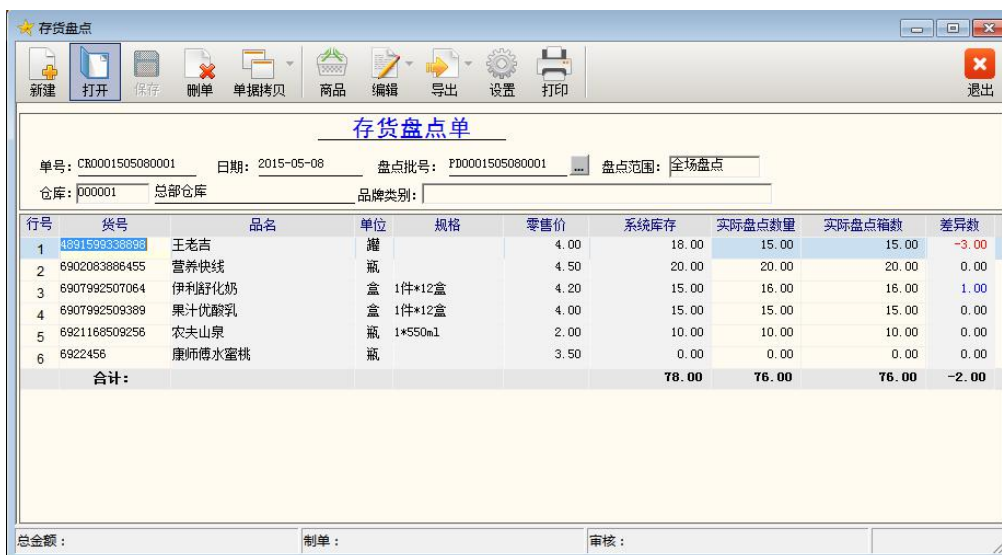 存货盘点
新建 打开 保存 删单 单据拷贝 商品 编辑 导出 设置 打印 退出
存货盘点单
单号: CR0001505080001 日期: 2015-05-08 盘点批号: PD0001505080001 ... 盘点范围: 全场盘点
仓库: 000001 总部仓库 品牌类别:
行号 货号 品名 单位 规格 零售价 系统库存 实际盘点数量 实际盘点箱数 差异数
1 4891599338898 王老吉 罐 4.00 18.00 15.00 15.00 -3.00
2 6902083886455 营养快线 瓶 4.50 20.00 20.00 20.00 0.00
3 6907992507064 伊利舒化奶 盒 1件*12盒 4.20 15.00 16.00 16.00 1.00
4 6907992509389 果汁优酸乳 盒 1件*12盒 4.00 15.00 15.00 15.00 0.00
5 6921168509256 农夫山泉 瓶 1*550ml 2.00 10.00 10.00 10.00 0.00
6 6922456 康师傅水蜜桃 瓶 3.50 0.00 0.00 0.00 0.00
合计: 78.00 76.00 76.00 -2.00
总金额: 制单: 审核: